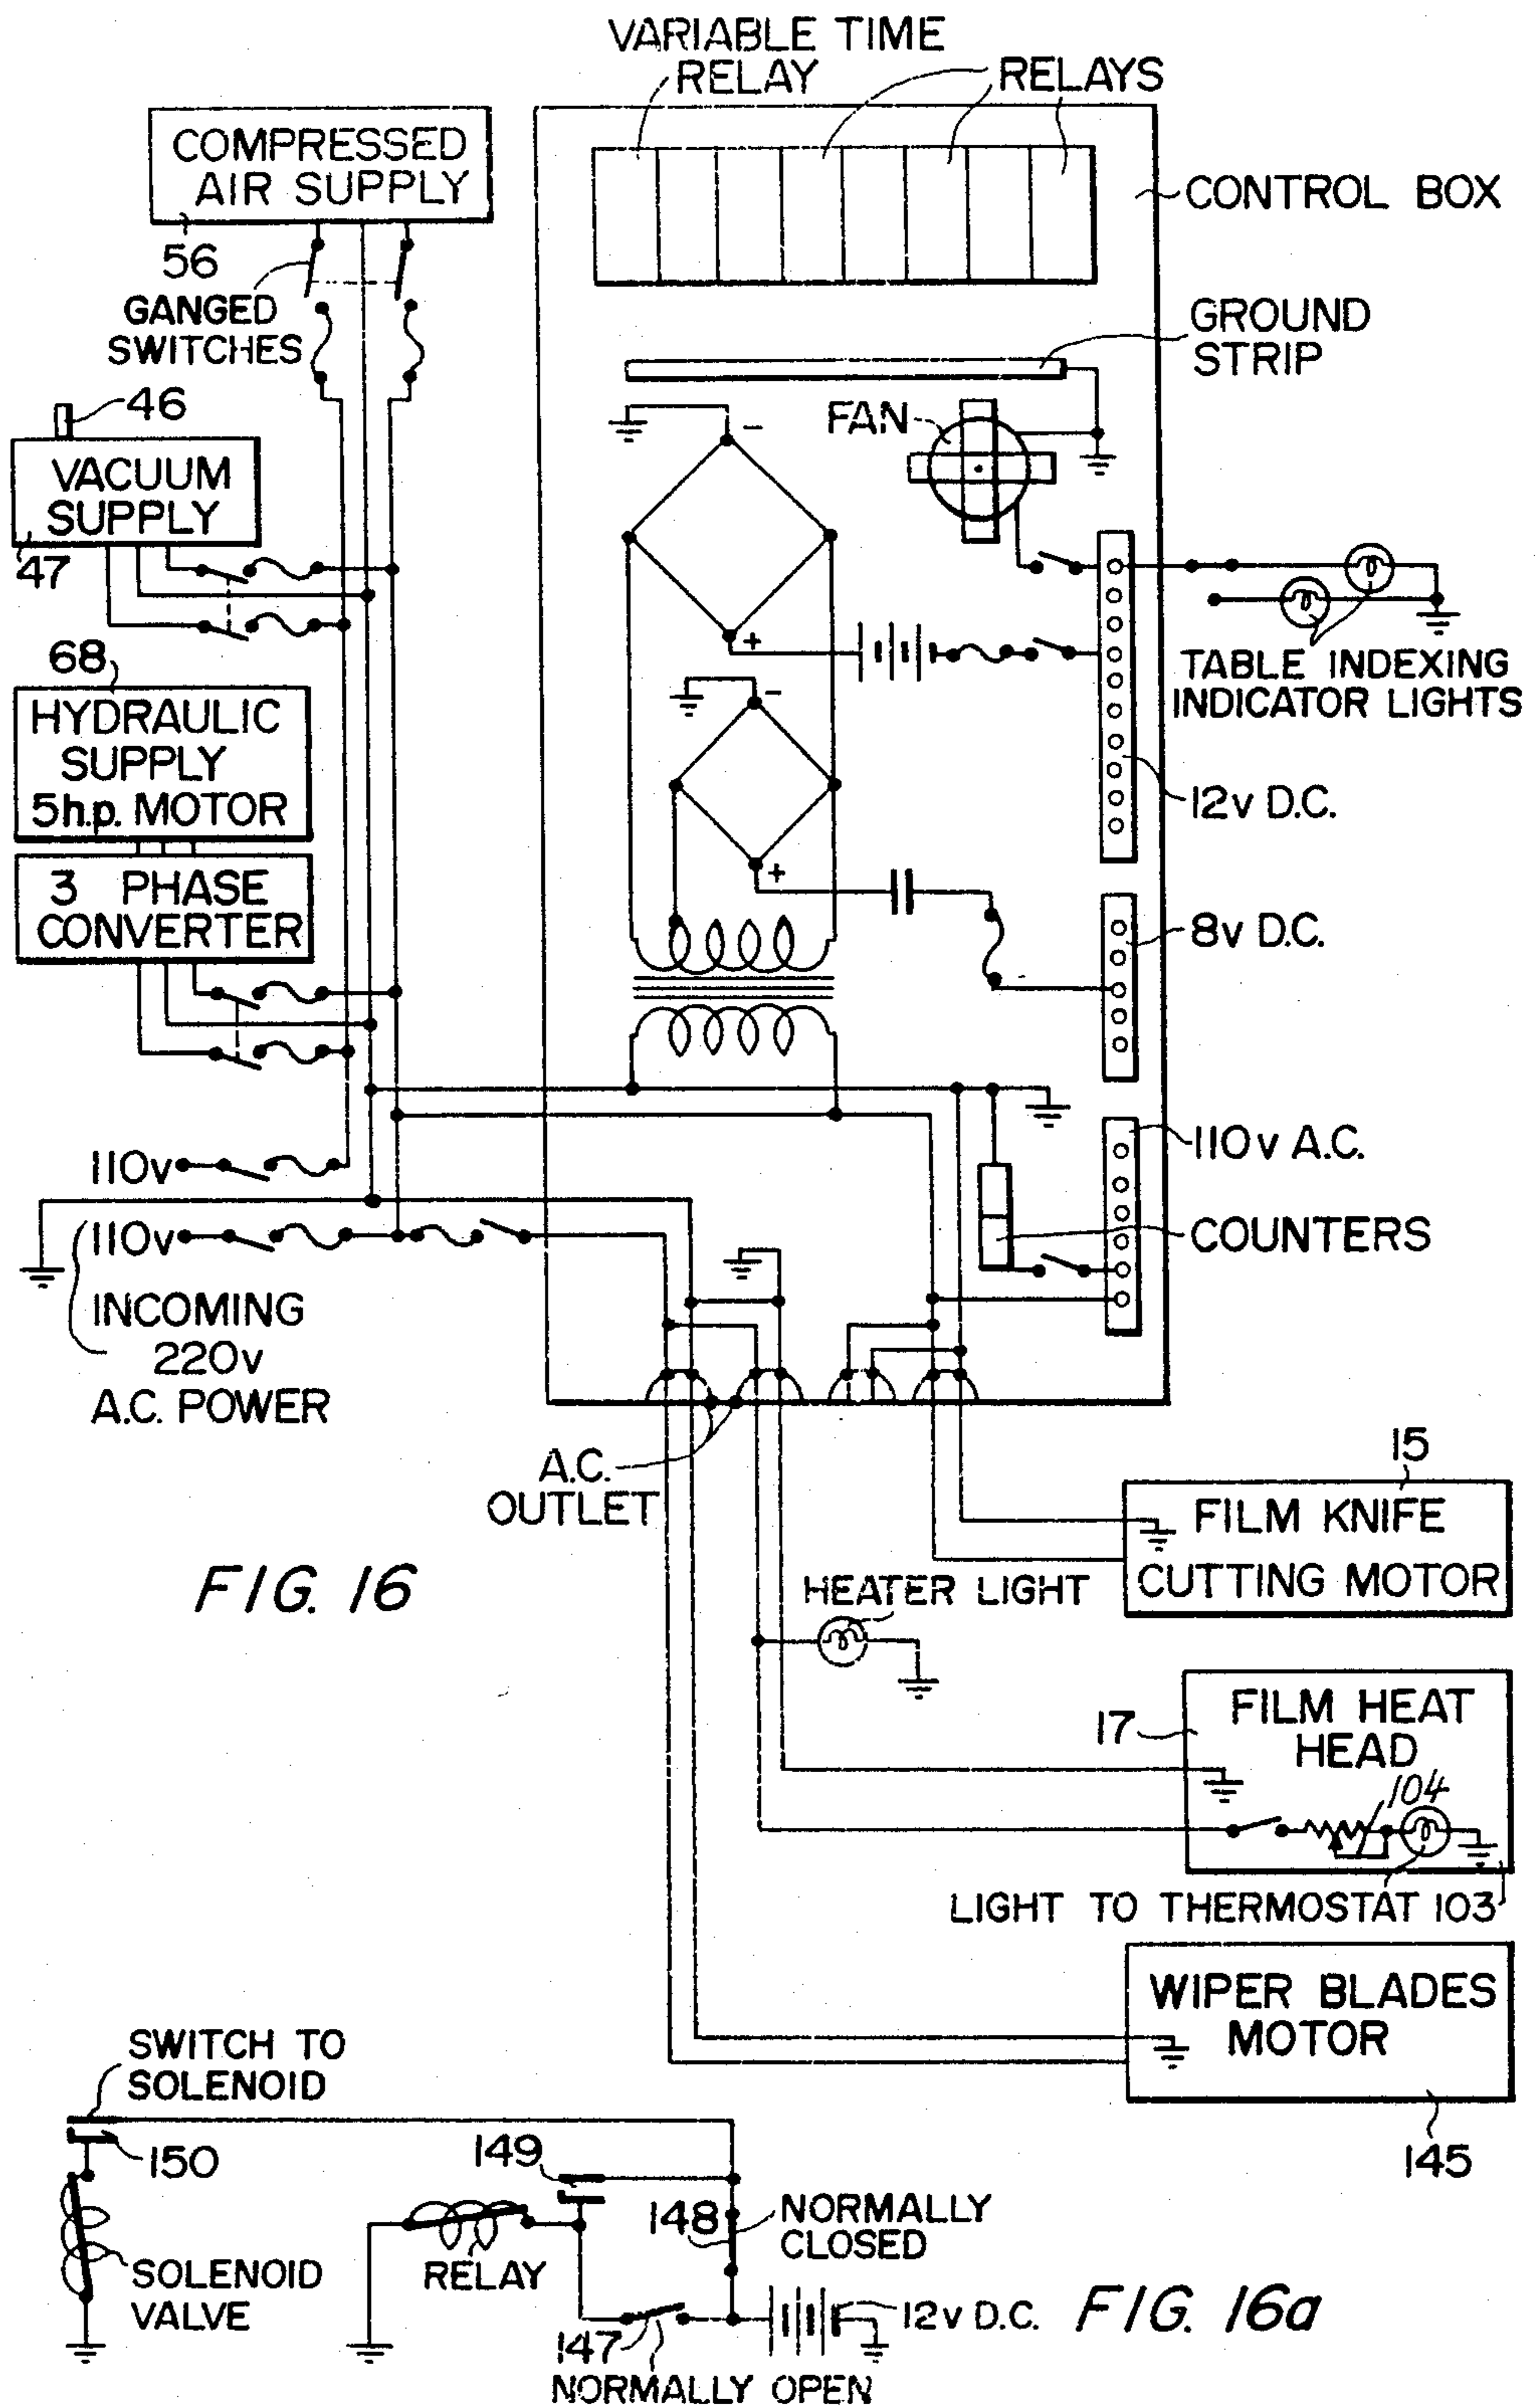 VARIABLE TIME
RELAY
RELAYS
COMPRESSED
AIR SUPPLY
56
GANGED
SWITCHES
CONTROL BOX
GROUND
STRIP
46
FAN
VACUUM
SUPPLY
47
-
+
TABLE INDEXING
INDICATOR LIGHTS
68
HYDRAULIC
SUPPLY
5h.p. MOTOR
-
12v D.C.
3 PHASE
CONVERTER
+
8v D.C.
110v
110v A.C.
110v
COUNTERS
INCOMING
220v
A.C. POWER
A.C.
OUTLET
15
FILM KNIFE
CUTTING MOTOR
FIG. 16
HEATER LIGHT
17
FILM HEAT
HEAD
104
LIGHT TO THERMOSTAT 103
WIPER BLADES
MOTOR
145
SWITCH TO
SOLENOID
150
149
148
NORMALLY
CLOSED
RELAY
SOLENOID
VALVE
147
NORMALLY OPEN
12v D.C.
FIG. 16a